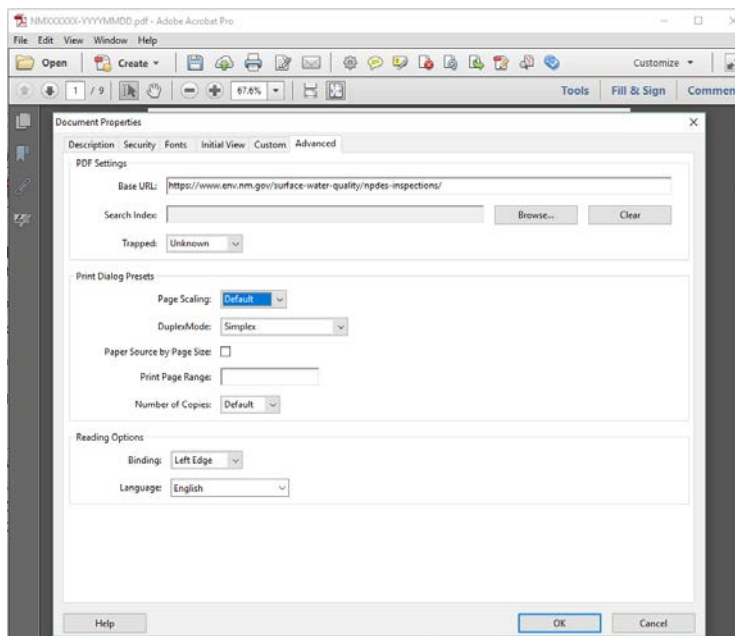 NMXXXXXX-YYYYMMDD.pdf - Adobe Acrobat Pro
File Edit View Window Help
Open Create Customize
1 / 9 67.6% Tools Fill & Sign Commen
Document Properties
Description Security Fonts Initial View Custom Advanced
PDF Settings
Base URL: https://www.env.nm.gov/surface-water-quality/npdes-inspections/
Search Index: Browse... Clear
Trapped: Unknown
Print Dialog Presets
Page Scaling: Default
DuplexMode: Simplex
Paper Source by Page Size:
Print Page Range:
Number of Copies: Default
Reading Options
Binding: Left Edge
Language: English
Help OK Cancel